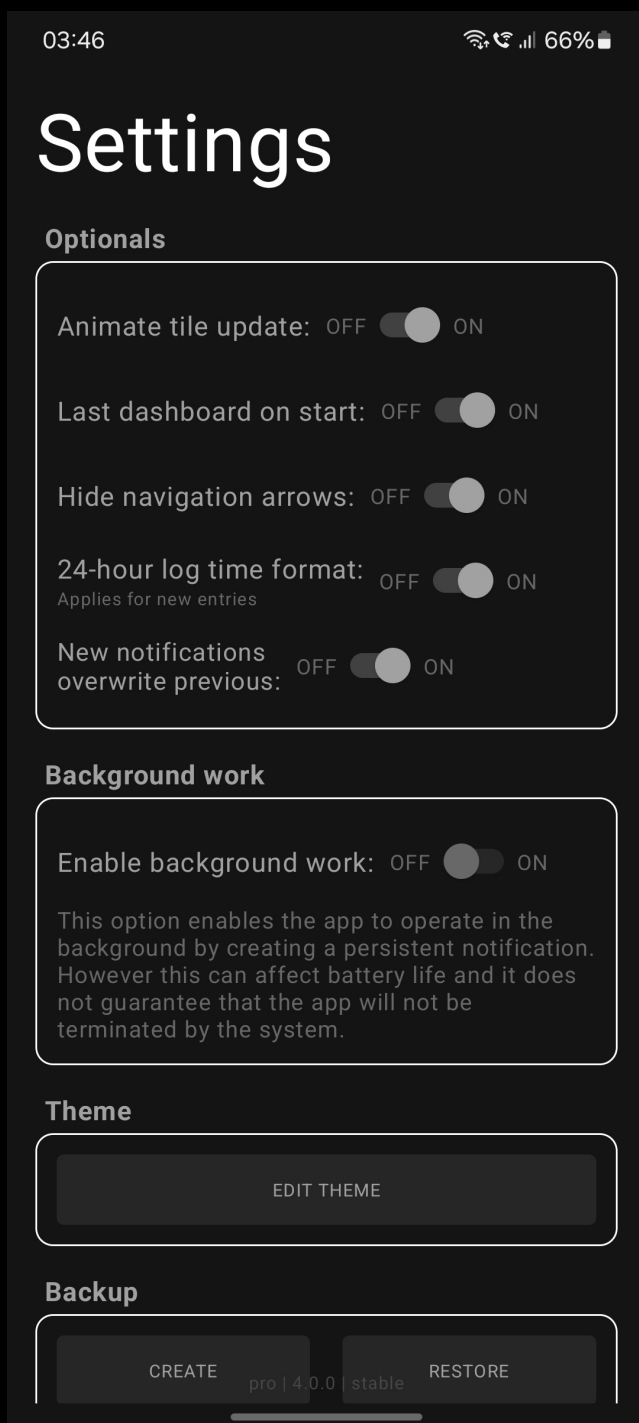 03:46 66%
Settings
Optionals
Animate tile update: OFF ON
Last dashboard on start: OFF ON
Hide navigation arrows: OFF ON
24-hour log time format: OFF ON
Applies for new entries
New notifications
overwrite previous: OFF ON
Background work
Enable background work: OFF ON
This option enables the app to operate in the
background by creating a persistent notification.
However this can affect battery life and it does
not guarantee that the app will not be
terminated by the system.
Theme
EDIT THEME
Backup
CREATE RESTORE
pro | 4.0.0 | stable